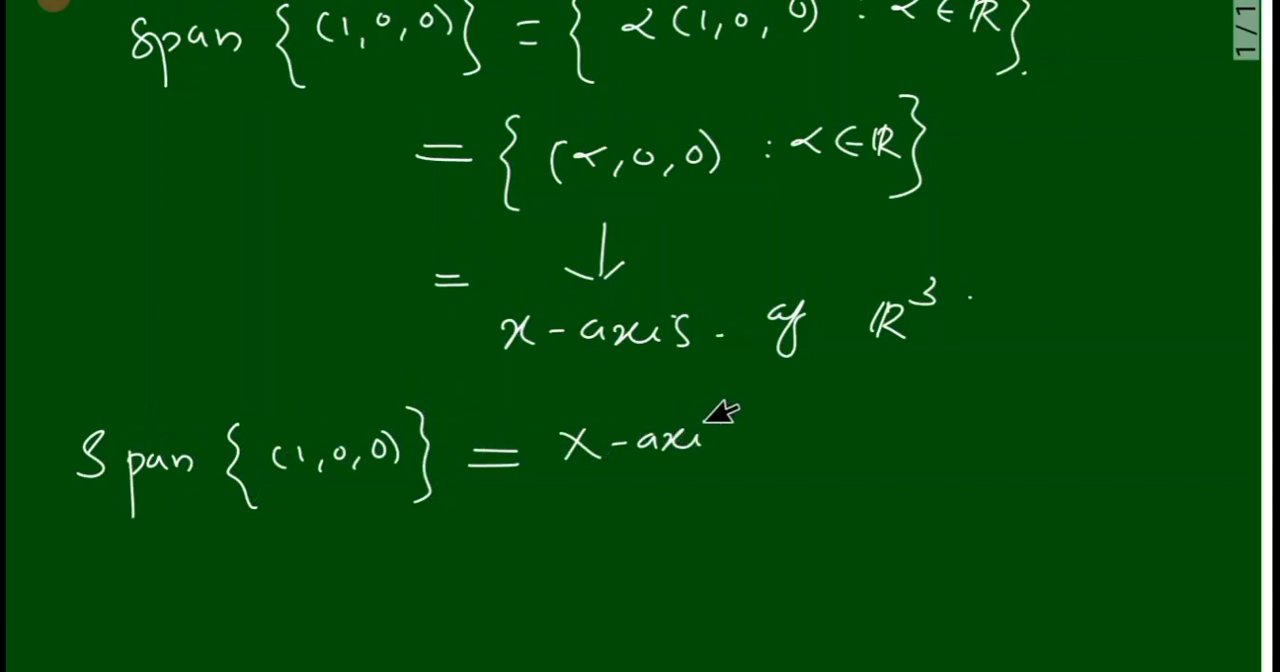 Span {(1,0,0)} = {α(1,0,0) : α∈ℝ}.
= {(α,0,0) : α∈ℝ}
= ↓
x-axis. of ℝ³.
Span {(1,0,0)} = X-axi
1/1